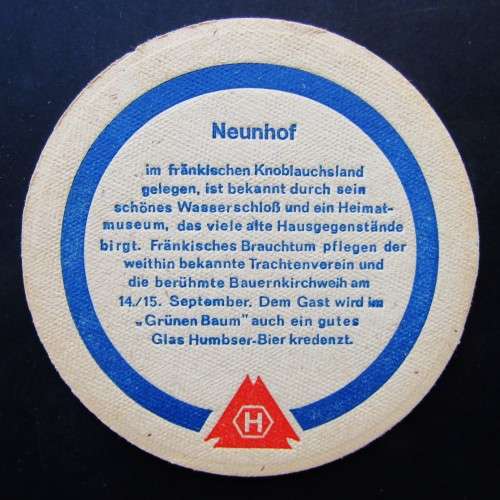 Neunhof
im fränkischen Knoblauchsland
gelegen, ist bekannt durch sein
schönes Wasserschloß und ein Heimat-
museum, das viele alte Hausgegenstände
birgt. Fränkisches Brauchtum pflegen der
weithin bekannte Trachtenverein und
die berühmte Bauernkirchweih am
14./15. September. Dem Gast wird im
„Grünen Baum" auch ein gutes
Glas Humbser-Bier kredenzt.
H